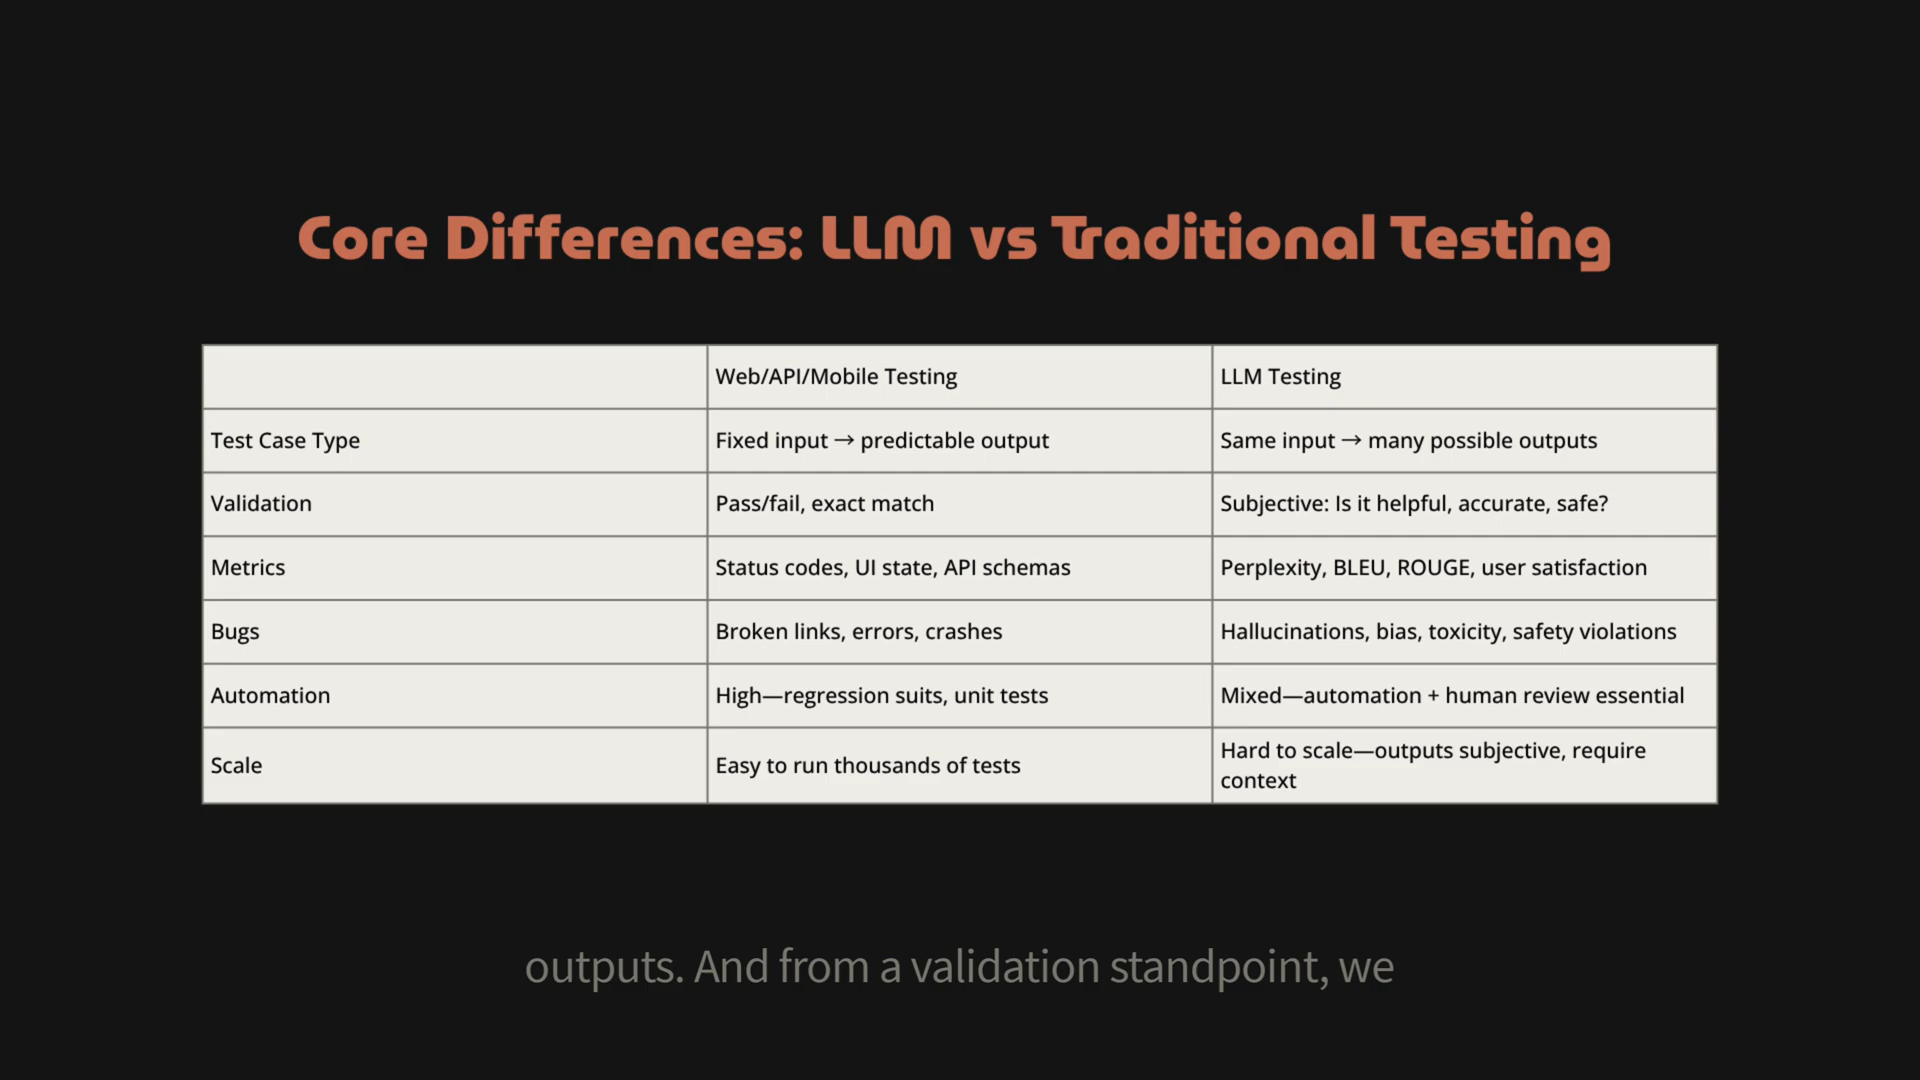 Core Differences: LLM vs Traditional Testing
Web/API/Mobile Testing
LLM Testing
Test Case Type
Fixed input → predictable output
Same input → many possible outputs
Validation
Pass/fail, exact match
Subjective: Is it helpful, accurate, safe?
Metrics
Status codes, UI state, API schemas
Perplexity, BLEU, ROUGE, user satisfaction
Bugs
Broken links, errors, crashes
Hallucinations, bias, toxicity, safety violations
Automation
High—regression suits, unit tests
Mixed—automation + human review essential
Scale
Easy to run thousands of tests
Hard to scale—outputs subjective, require
context
outputs. And from a validation standpoint, we